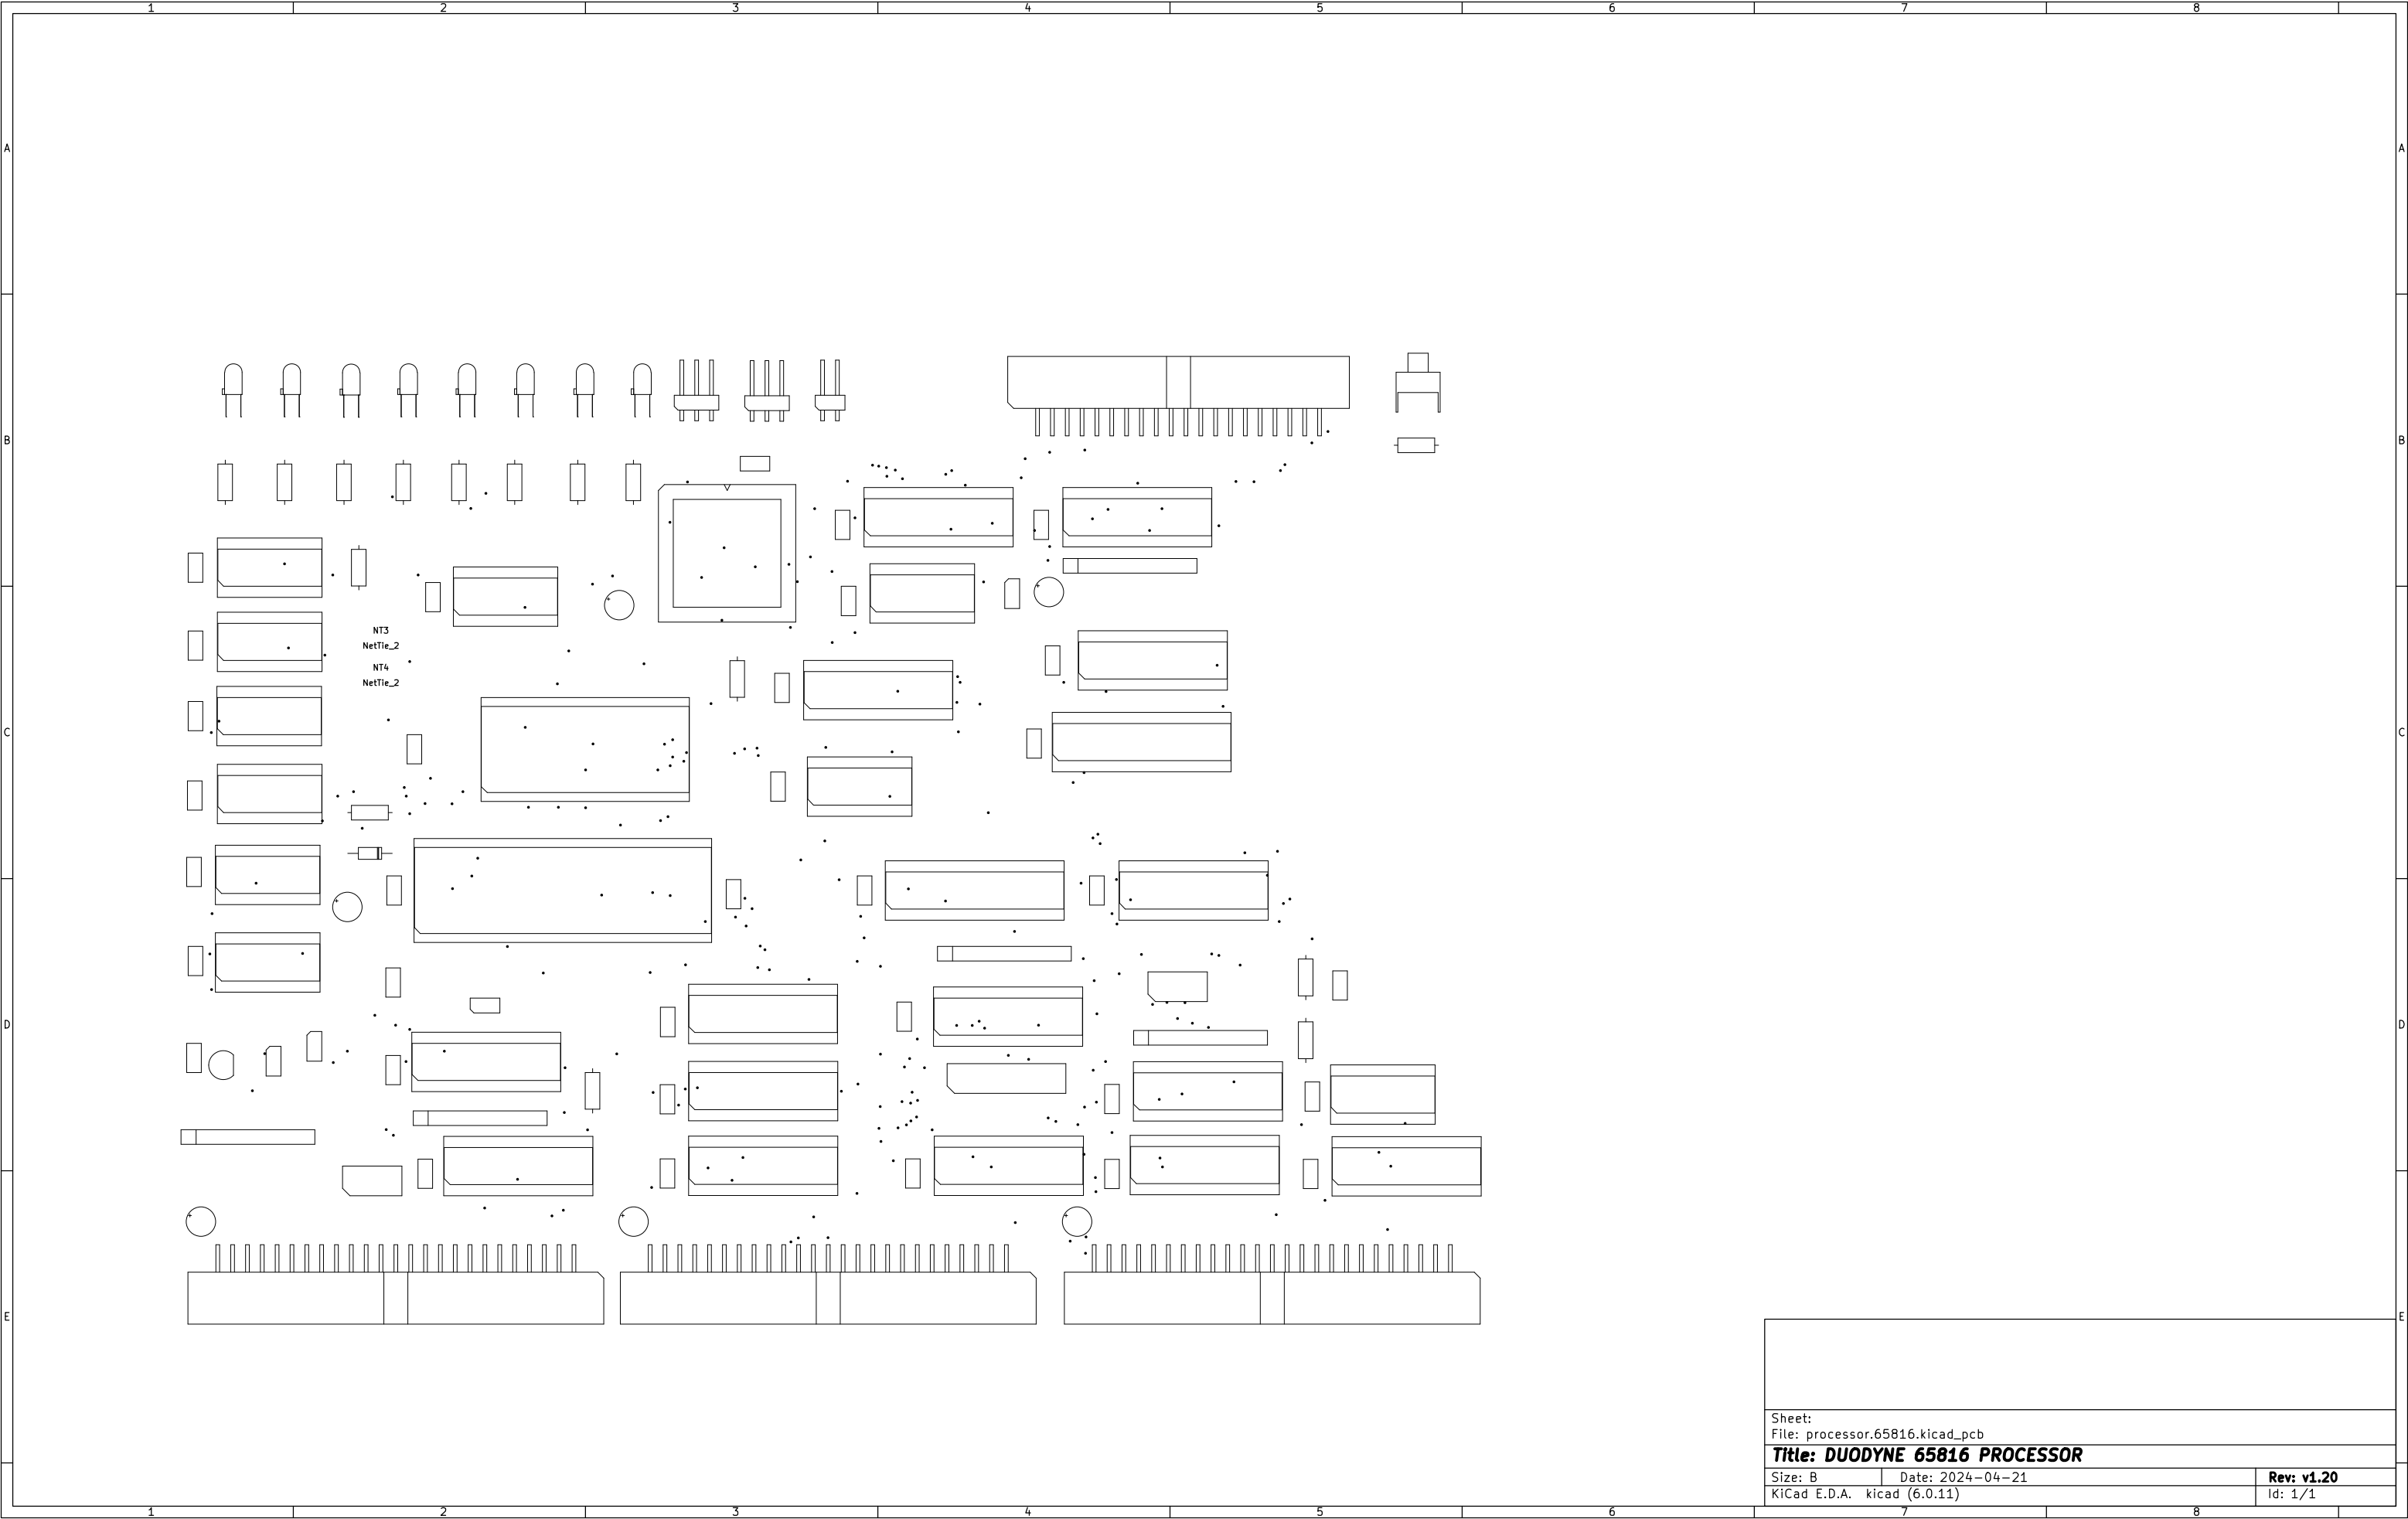 1 2 3 4 5 6 7 8
A A
B B
NT3
NetTie_2
NT4
NetTie_2
C C
D D
E E
Sheet:
File: processor.65816.kicad_pcb
Title: DUODYNE 65816 PROCESSOR
Size: B Date: 2024-04-21 Rev: v1.20
KiCad E.D.A. kicad (6.0.11) Id: 1/1
1 2 3 4 5 6 7 8